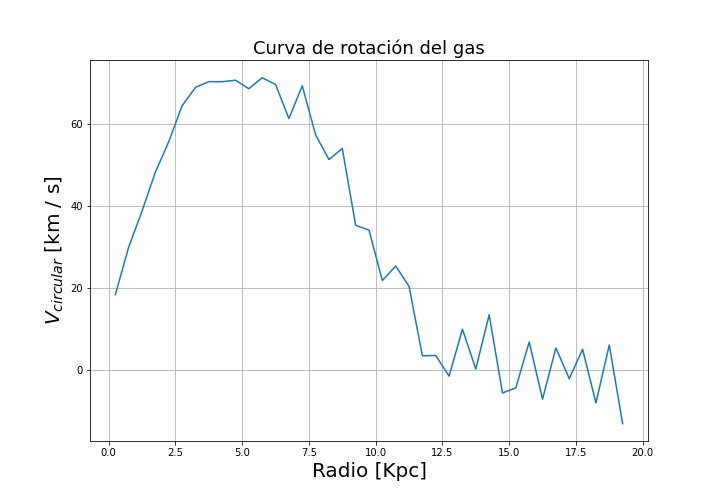 Curva de rotación del gas
V_circular [km / s]
60
40
20
0
0.0 2.5 5.0 7.5 10.0 12.5 15.0 17.5 20.0
Radio [Kpc]